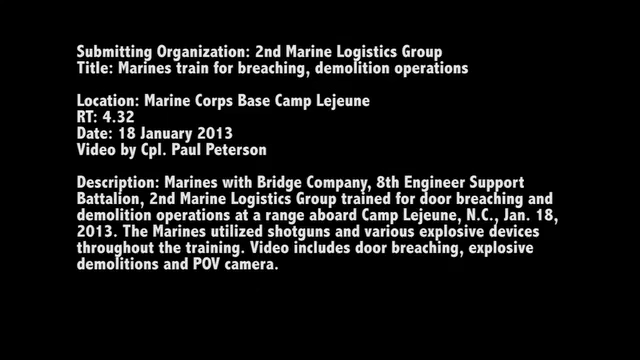 Submitting Organization: 2nd Marine Logistics Group
Title: Marines train for breaching, demolition operations
Location: Marine Corps Base Camp Lejeune
RT: 4.32
Date: 18 January 2013
Video by Cpl. Paul Peterson
Description: Marines with Bridge Company, 8th Engineer Support
Battalion, 2nd Marine Logistics Group trained for door breaching and
demolition operations at a range aboard Camp Lejeune, N.C., Jan. 18,
2013. The Marines utilized shotguns and various explosive devices
throughout the training. Video includes door breaching, explosive
demolitions and POV camera.